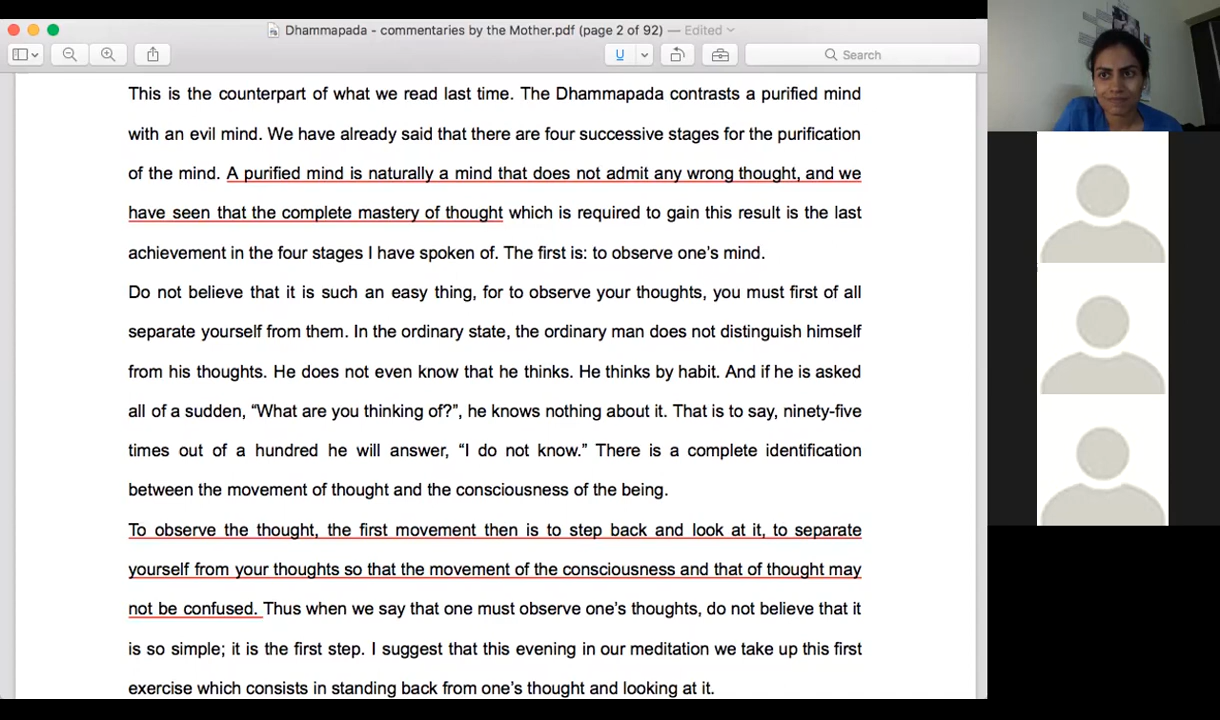 Dhammapada - commentaries by the Mother.pdf (page 2 of 92) — Edited
U
Search
This is the counterpart of what we read last time. The Dhammapada contrasts a purified mind
with an evil mind. We have already said that there are four successive stages for the purification
of the mind. A purified mind is naturally a mind that does not admit any wrong thought, and we
have seen that the complete mastery of thought which is required to gain this result is the last
achievement in the four stages I have spoken of. The first is: to observe one’s mind.
Do not believe that it is such an easy thing, for to observe your thoughts, you must first of all
separate yourself from them. In the ordinary state, the ordinary man does not distinguish himself
from his thoughts. He does not even know that he thinks. He thinks by habit. And if he is asked
all of a sudden, “What are you thinking of?”, he knows nothing about it. That is to say, ninety-five
times out of a hundred he will answer, “I do not know.” There is a complete identification
between the movement of thought and the consciousness of the being.
To observe the thought, the first movement then is to step back and look at it, to separate
yourself from your thoughts so that the movement of the consciousness and that of thought may
not be confused. Thus when we say that one must observe one’s thoughts, do not believe that it
is so simple; it is the first step. I suggest that this evening in our meditation we take up this first
exercise which consists in standing back from one’s thought and looking at it.